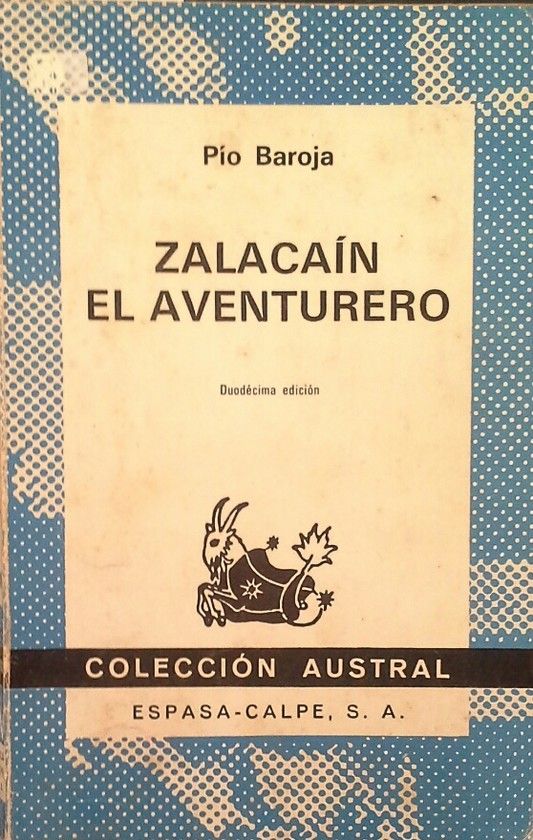 Pío Baroja
ZALACAÍN
EL AVENTURERO
Duodécima edición
COLECCIÓN AUSTRAL
ESPASA-CALPE, S. A.